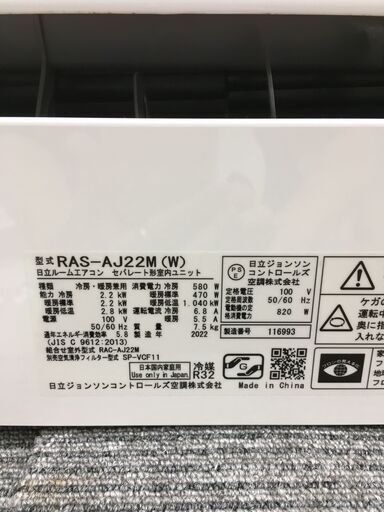 型式 RAS-AJ22M(W)
日立ルームエアコン セパレート形室内ユニット
種類 冷房・暖房兼用 消費電力 冷房 580 W
能力 冷房 2.2 kW 暖房標準 470 W
暖房標準 2.2 kW 暖房低温 1.040 kW
暖房低温 2.8 kW 運転電流 冷房 6.8 A
電源 100 V 暖房標準 5.5 A
50/60 Hz 質量 7.5 kg
通年エネルギー消費効率 5.8 製造年 2022
(JIS C 9612:2013)
組合せ室外型式 RAC-AJ22M
別売空気清浄フィルター型式 SP-VCF11
日立ジョンソンコントロールズ空調株式会社
日本国内家庭用
Use only in Japan
冷媒
R32
PS
E
日立ジョンソン
コントロールズ
空調株式会社
定格電圧 100 V
定格周波数 50/60 Hz
電動機の定
格消費電力 820 W
製造番号 116993
Made in China
ケガの
運転中